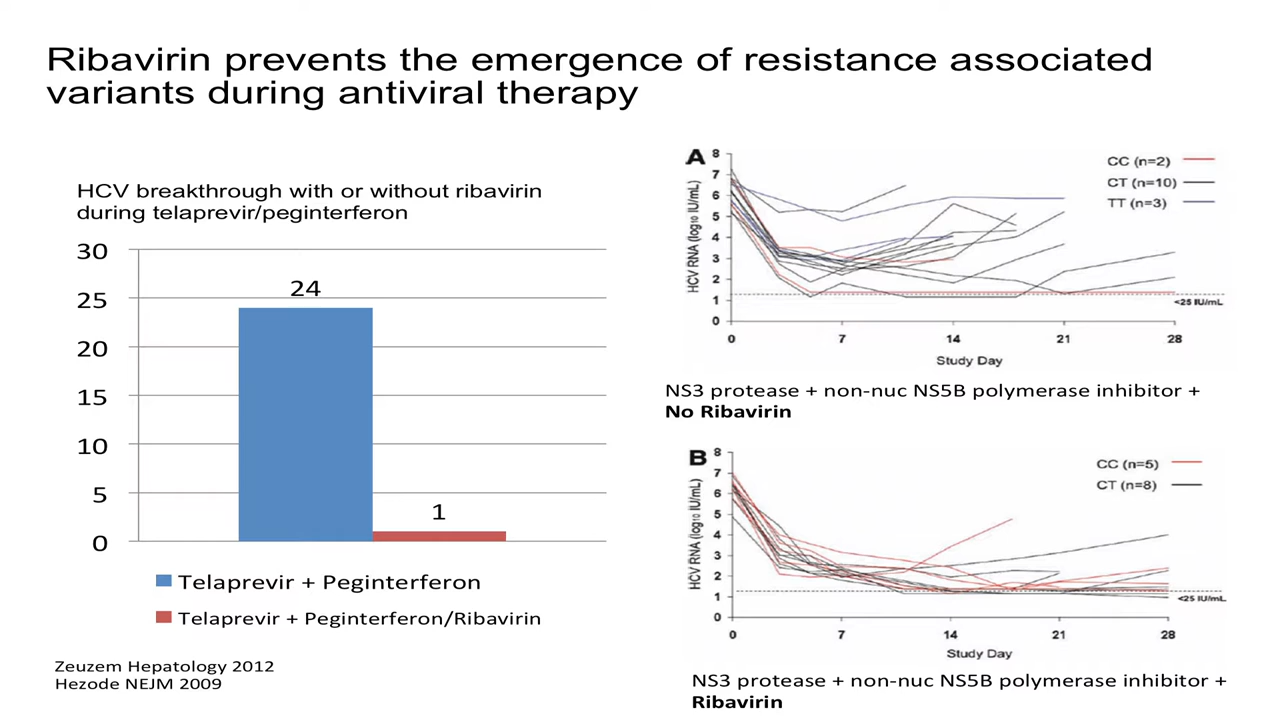 Ribavirin prevents the emergence of resistance associated
variants during antiviral therapy
HCV breakthrough with or without ribavirin
during telaprevir/peginterferon
30
25
20
15
10
5
0
24
1
Telaprevir + Peginterferon
Telaprevir + Peginterferon/Ribavirin
Zeuzem Hepatology 2012
Hezode NEJM 2009
A
HCV RNA (log10 IU/mL)
8
7
6
5
4
3
2
1
0
CC (n=2)
CT (n=10)
TT (n=3)
<25 IU/mL
0 7 14 21 28
Study Day
NS3 protease + non-nuc NS5B polymerase inhibitor +
No Ribavirin
B
HCV RNA (log10 IU/mL)
8
7
6
5
4
3
2
1
0
CC (n=5)
CT (n=8)
<25 IU/mL
0 7 14 21 28
Study Day
NS3 protease + non-nuc NS5B polymerase inhibitor +
Ribavirin